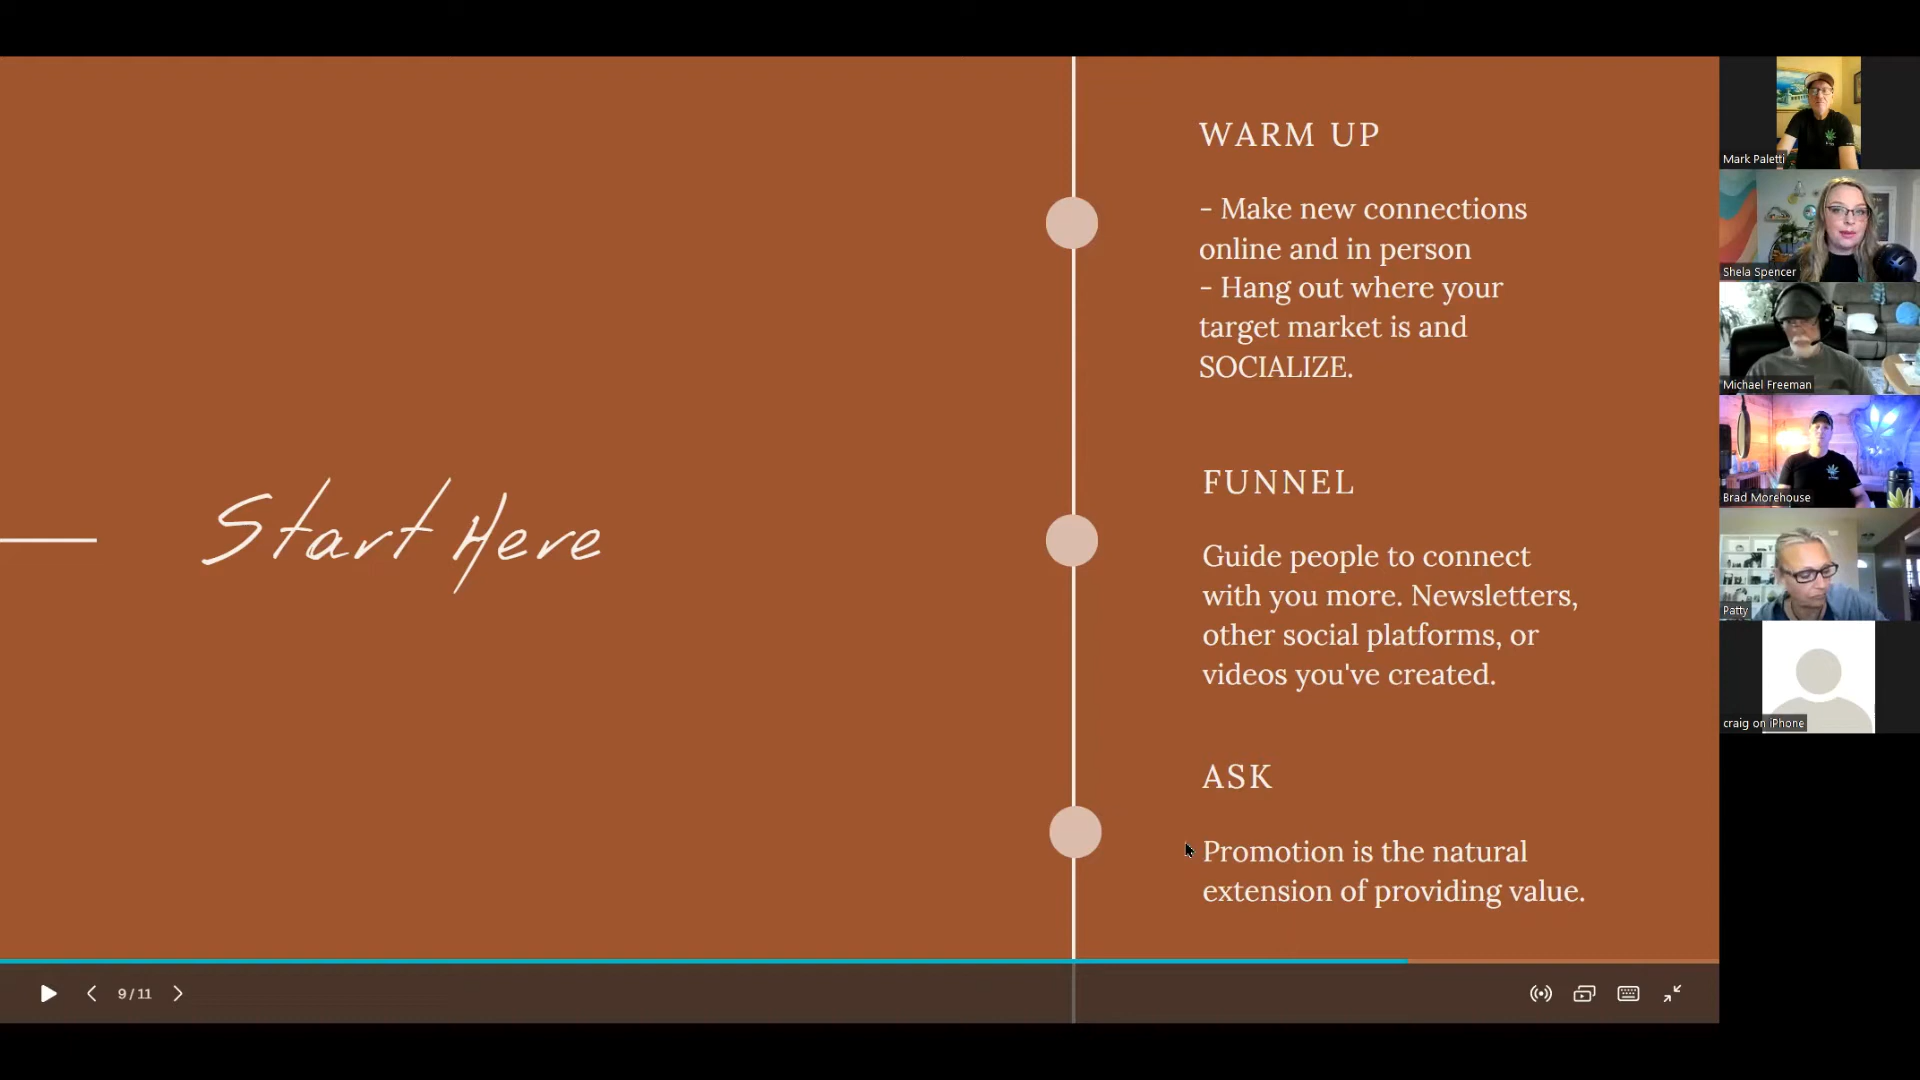 Start Here
WARM UP
- Make new connections
online and in person
- Hang out where your
target market is and
SOCIALIZE.
FUNNEL
Guide people to connect
with you more. Newsletters,
other social platforms, or
videos you've created.
ASK
Promotion is the natural
extension of providing value.
9 / 11
Mark Paletti
Shela Spencer
Michael Freeman
Brad Morehouse
Patty
craig on iPhone